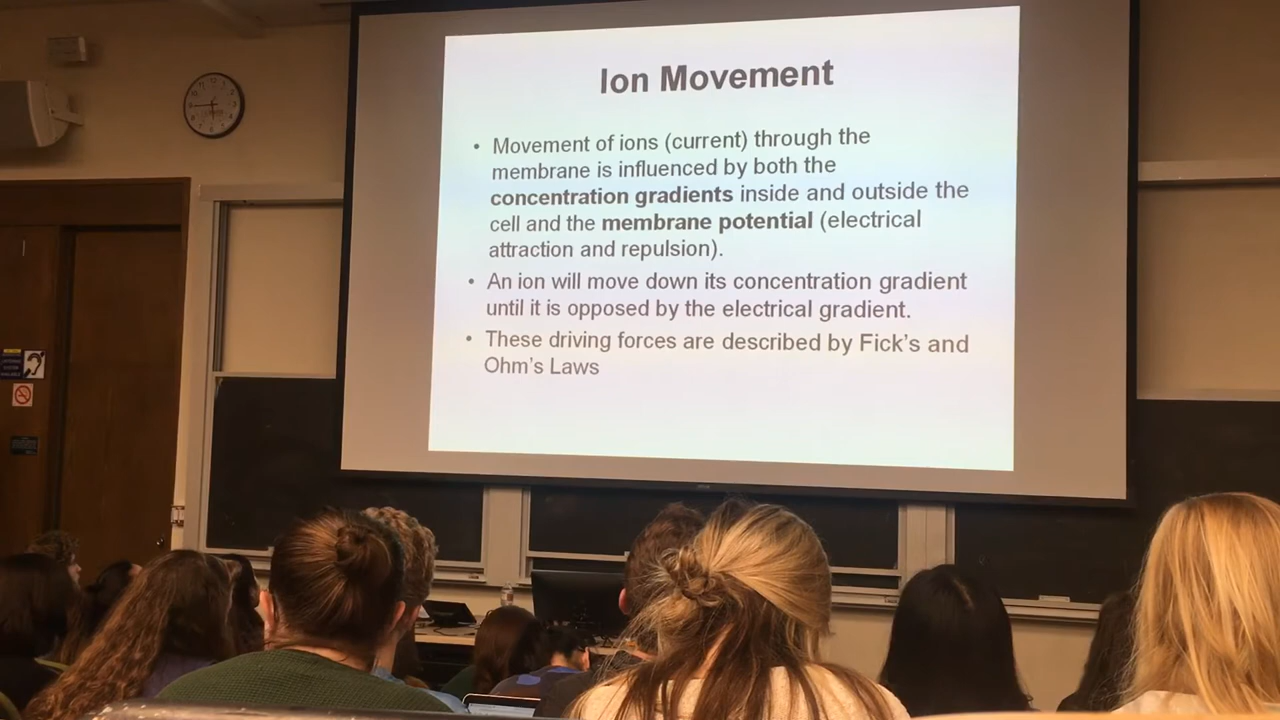 Ion Movement
• Movement of ions (current) through the
membrane is influenced by both the
concentration gradients inside and outside the
cell and the membrane potential (electrical
attraction and repulsion).
• An ion will move down its concentration gradient
until it is opposed by the electrical gradient.
• These driving forces are described by Fick's and
Ohm's Laws